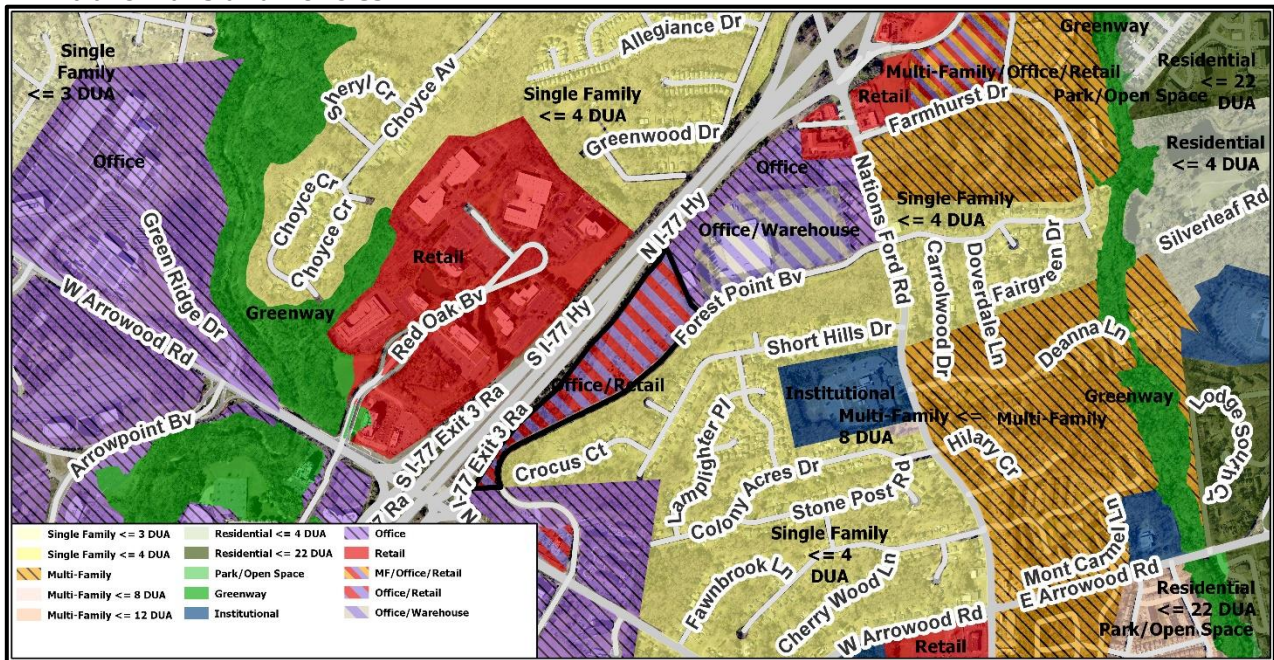 Single
Family
<= 3 DUA
Office
Green Ridge Dr
W Arrowood Rd
Arrowpoint Bv
Sheryl Cr
Choyce Av
Choyce Cr
Choyce Cr
Greenway
Allegiance Dr
Single Family
<= 4 DUA
Greenwood Dr
Retail
Red Oak Bv
N I-77 Hy
S I-77 Hy
S I-77 Exit 3 Ra
77 Exit 3 Ra
7 Ra
7 N
Office/Retail
Office
Office/Warehouse
Forest Point Bv
Multi-Family/Office/Retail
Retail
Farmhurst Dr
Greenway
Park/Open Space
Residential
<= 22
DUA
Residential
<= 4 DUA
Silverleaf Rd
Nations Ford Rd
Single Family
<= 4 DUA
Carrolwood Dr
Doverdale Ln
Fairgreen Dr
Short Hills Dr
Deanna Ln
Institutional
Multi-Family <=
8 DUA
Multi-Family
Greenway
Lodge South Cr
Hilary Cr
Crocus Ct
Lamplighter Pl
Colony Acres Dr
Stone Post Rd
Single Family
<= 4
DUA
Fawnbrook Ln
Cherry Wood Ln
Mont Carmel Ln
E Arrowood Rd
W Arrowood Rd
Retail
Residential
<= 22 DUA
Park/Open Space
Single Family <= 3 DUA
Single Family <= 4 DUA
Multi-Family
Multi-Family <= 8 DUA
Multi-Family <= 12 DUA
Residential <= 4 DUA
Residential <= 22 DUA
Park/Open Space
Greenway
Institutional
Office
Retail
MF/Office/Retail
Office/Retail
Office/Warehouse